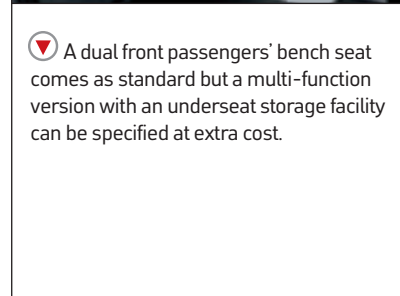 A dual front passengers’ bench seat
comes as standard but a multi-function
version with an underseat storage facility
can be specified at extra cost.